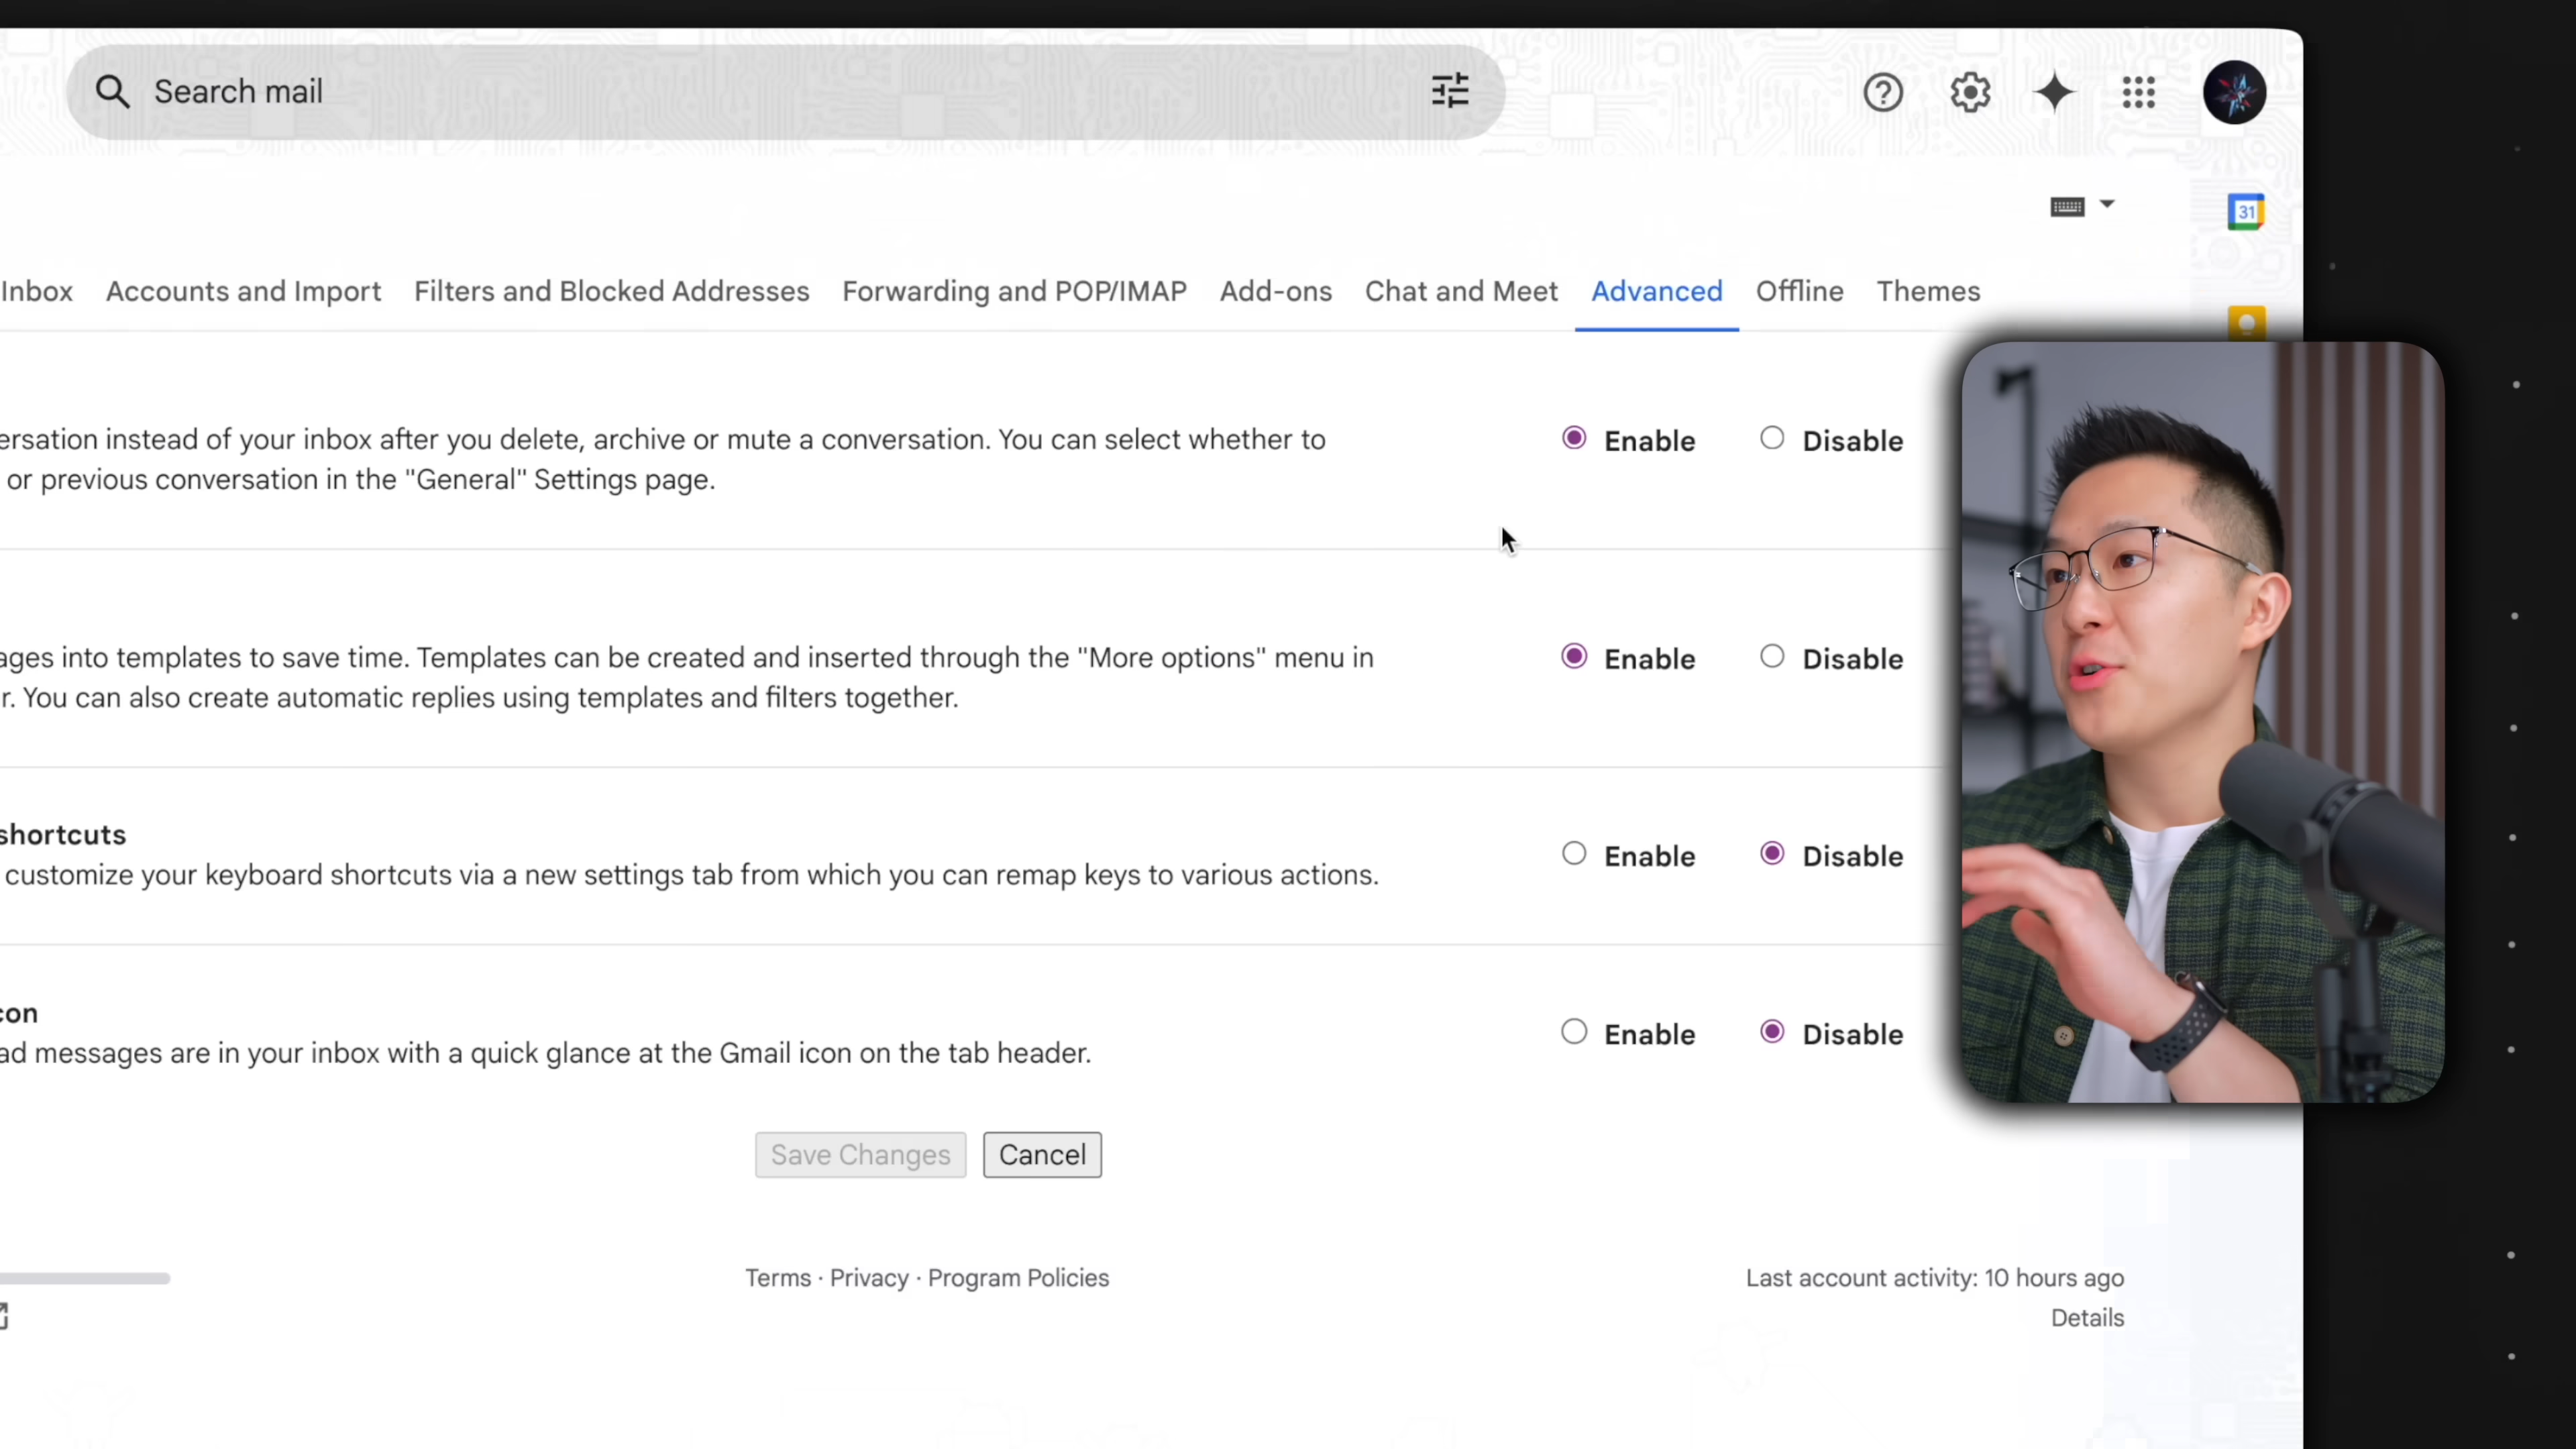 Search mail
31
Inbox Accounts and Import Filters and Blocked Addresses Forwarding and POP/IMAP Add-ons Chat and Meet Advanced Offline Themes
ersation instead of your inbox after you delete, archive or mute a conversation. You can select whether to
or previous conversation in the "General" Settings page.
Enable Disable
ages into templates to save time. Templates can be created and inserted through the "More options" menu in
r. You can also create automatic replies using templates and filters together.
Enable Disable
shortcuts
customize your keyboard shortcuts via a new settings tab from which you can remap keys to various actions.
Enable Disable
con
ad messages are in your inbox with a quick glance at the Gmail icon on the tab header.
Enable Disable
Save Changes Cancel
Terms · Privacy · Program Policies
Last account activity: 10 hours ago
Details